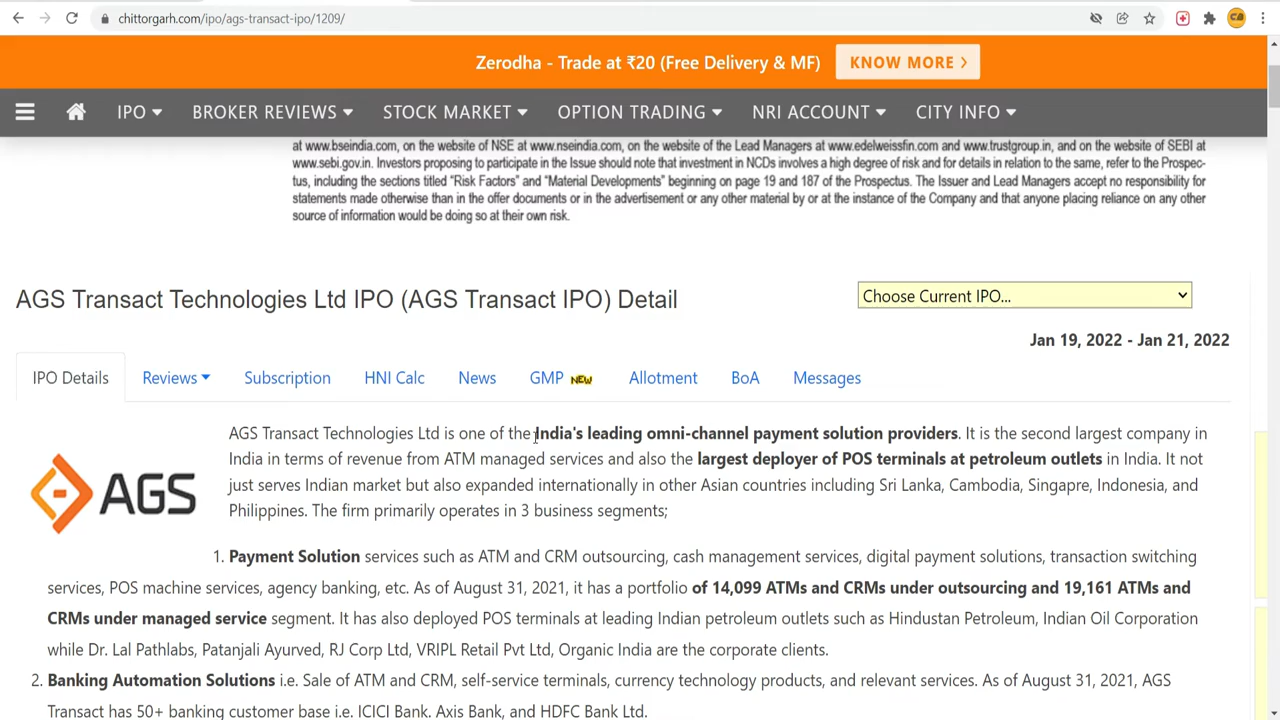 chittorgarh.com/ipo/ags-transact-ipo/1209/
Zerodha - Trade at ₹20 (Free Delivery & MF)
KNOW MORE
IPO
BROKER REVIEWS
STOCK MARKET
OPTION TRADING
NRI ACCOUNT
CITY INFO
at www.bseindia.com, on the website of NSE at www.nseindia.com, on the website of the Lead Managers at www.edelweissfin.com and www.trustgroup.in, and on the website of SEBI at
www.sebi.gov.in. Investors proposing to participate in the Issue should note that investment in NCDs involves a high degree of risk and for details in relation to the same, refer to the Prospec-
tus, including the sections titled "Risk Factors" and "Material Developments" beginning on page 19 and 187 of the Prospectus. The Issuer and Lead Managers accept no responsibility for
statements made otherwise than in the offer documents or in the advertisement or any other material by or at the instance of the Company and that anyone placing reliance on any other
source of information would be doing so at their own risk.
AGS Transact Technologies Ltd IPO (AGS Transact IPO) Detail
Choose Current IPO...
Jan 19, 2022 - Jan 21, 2022
IPO Details
Reviews
Subscription
HNI Calc
News
GMP NEW
Allotment
BoA
Messages
AGS
AGS Transact Technologies Ltd is one of the India's leading omni-channel payment solution providers. It is the second largest company in
India in terms of revenue from ATM managed services and also the largest deployer of POS terminals at petroleum outlets in India. It not
just serves Indian market but also expanded internationally in other Asian countries including Sri Lanka, Cambodia, Singapre, Indonesia, and
Philippines. The firm primarily operates in 3 business segments;
1. Payment Solution services such as ATM and CRM outsourcing, cash management services, digital payment solutions, transaction switching
services, POS machine services, agency banking, etc. As of August 31, 2021, it has a portfolio of 14,099 ATMs and CRMs under outsourcing and 19,161 ATMs and
CRMs under managed service segment. It has also deployed POS terminals at leading Indian petroleum outlets such as Hindustan Petroleum, Indian Oil Corporation
while Dr. Lal Pathlabs, Patanjali Ayurved, RJ Corp Ltd, VRIPL Retail Pvt Ltd, Organic India are the corporate clients.
2. Banking Automation Solutions i.e. Sale of ATM and CRM, self-service terminals, currency technology products, and relevant services. As of August 31, 2021, AGS
Transact has 50+ banking customer base i.e. ICICI Bank. Axis Bank, and HDFC Bank Ltd.